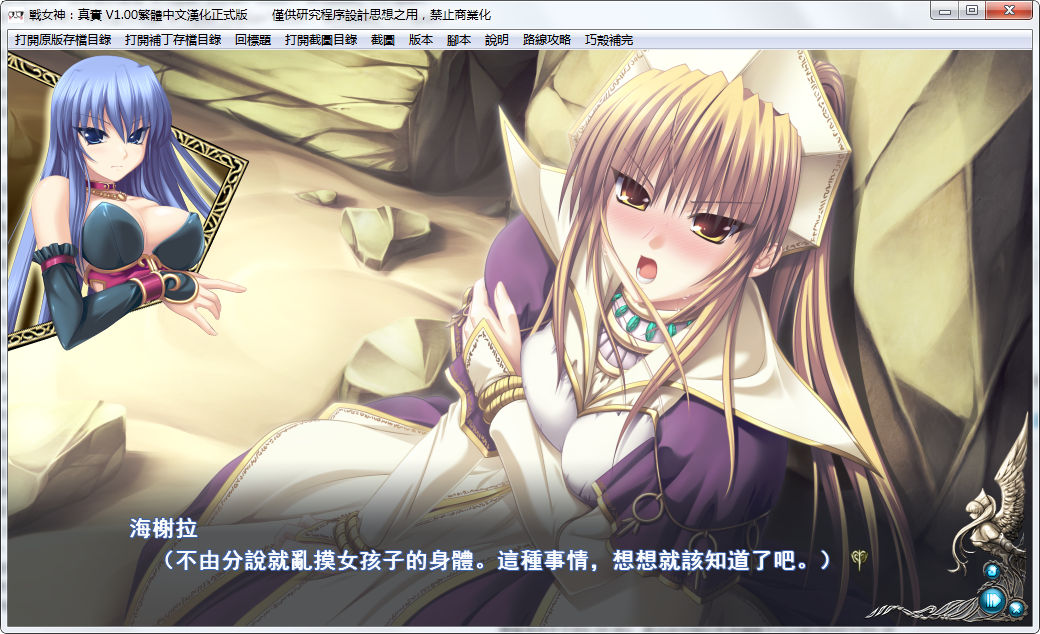 戰女神：真實 V1.00繁體中文漢化正式版　　僅供研究程序設計思想之用，禁止商業化
打開原版存檔目錄 打開補丁存檔目錄 回標題 打開截圖目錄 截圖 版本 腳本 說明 路線攻略 巧殼補完
海榭拉
（不由分說就亂摸女孩子的身體。這種事情，想想就該知道了吧。）